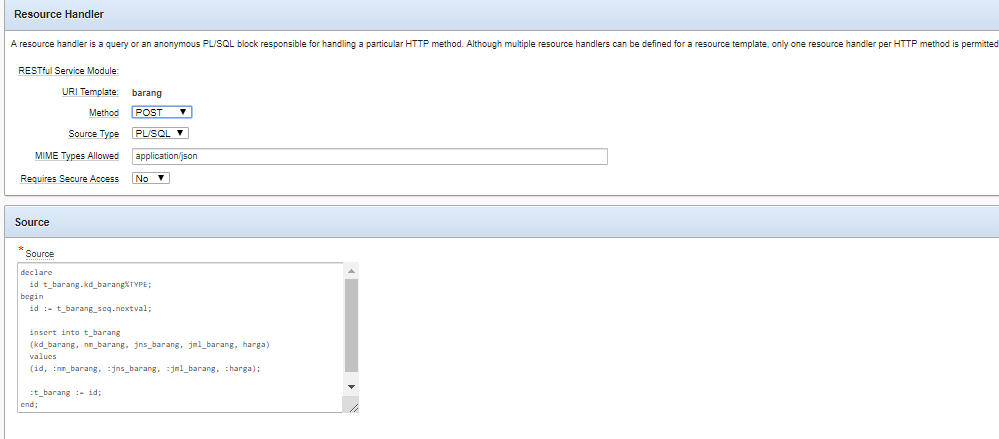 Resource Handler
A resource handler is a query or an anonymous PL/SQL block responsible for handling a particular HTTP method. Although multiple resource handlers can be defined for a resource template, only one resource handler per HTTP method is permitted
RESTful Service Module:
URI Template: barang
Method POST
Source Type PL/SQL
MIME Types Allowed application/json
Requires Secure Access No
Source
* Source
declare
id t_barang.kd_barang%TYPE;
begin
id := t_barang_seq.nextval;
insert into t_barang
(kd_barang, nm_barang, jns_barang, jml_barang, harga)
values
(id, :nm_barang, :jns_barang, :jml_barang, :harga);
:t_barang := id;
end;